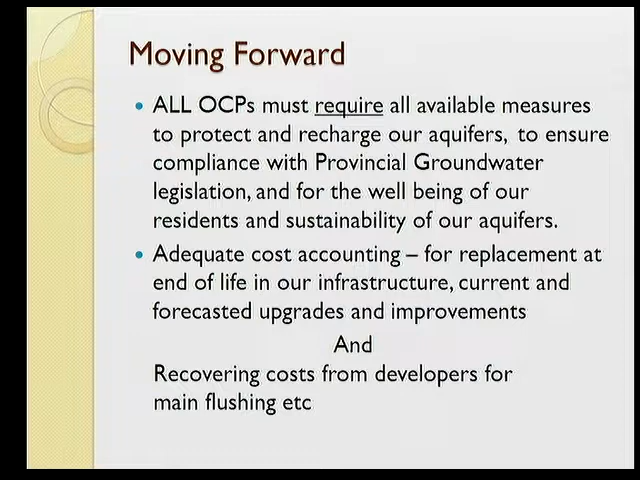 Moving Forward
• ALL OCPs must require all available measures
to protect and recharge our aquifers, to ensure
compliance with Provincial Groundwater
legislation, and for the well being of our
residents and sustainability of our aquifers.
• Adequate cost accounting – for replacement at
end of life in our infrastructure, current and
forecasted upgrades and improvements
And
Recovering costs from developers for
main flushing etc